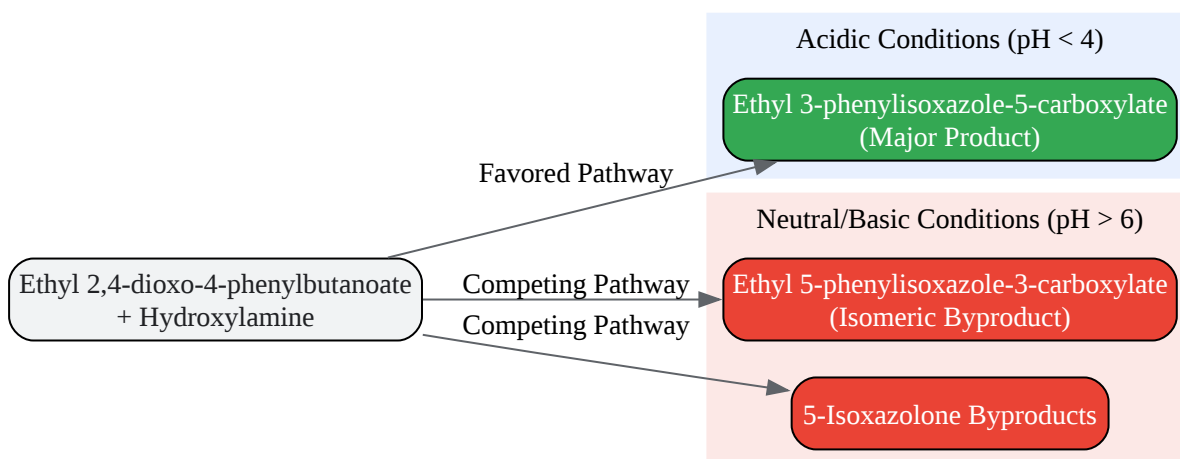 Acidic Conditions (pH < 4)
Ethyl 3-phenylisoxazole-5-carboxylate
(Major Product)
Favored Pathway
Neutral/Basic Conditions (pH > 6)
Ethyl 2,4-dioxo-4-phenylbutanoate
+ Hydroxylamine
Competing Pathway
Ethyl 5-phenylisoxazole-3-carboxylate
(Isomeric Byproduct)
Competing Pathway
5-Isoxazolone Byproducts